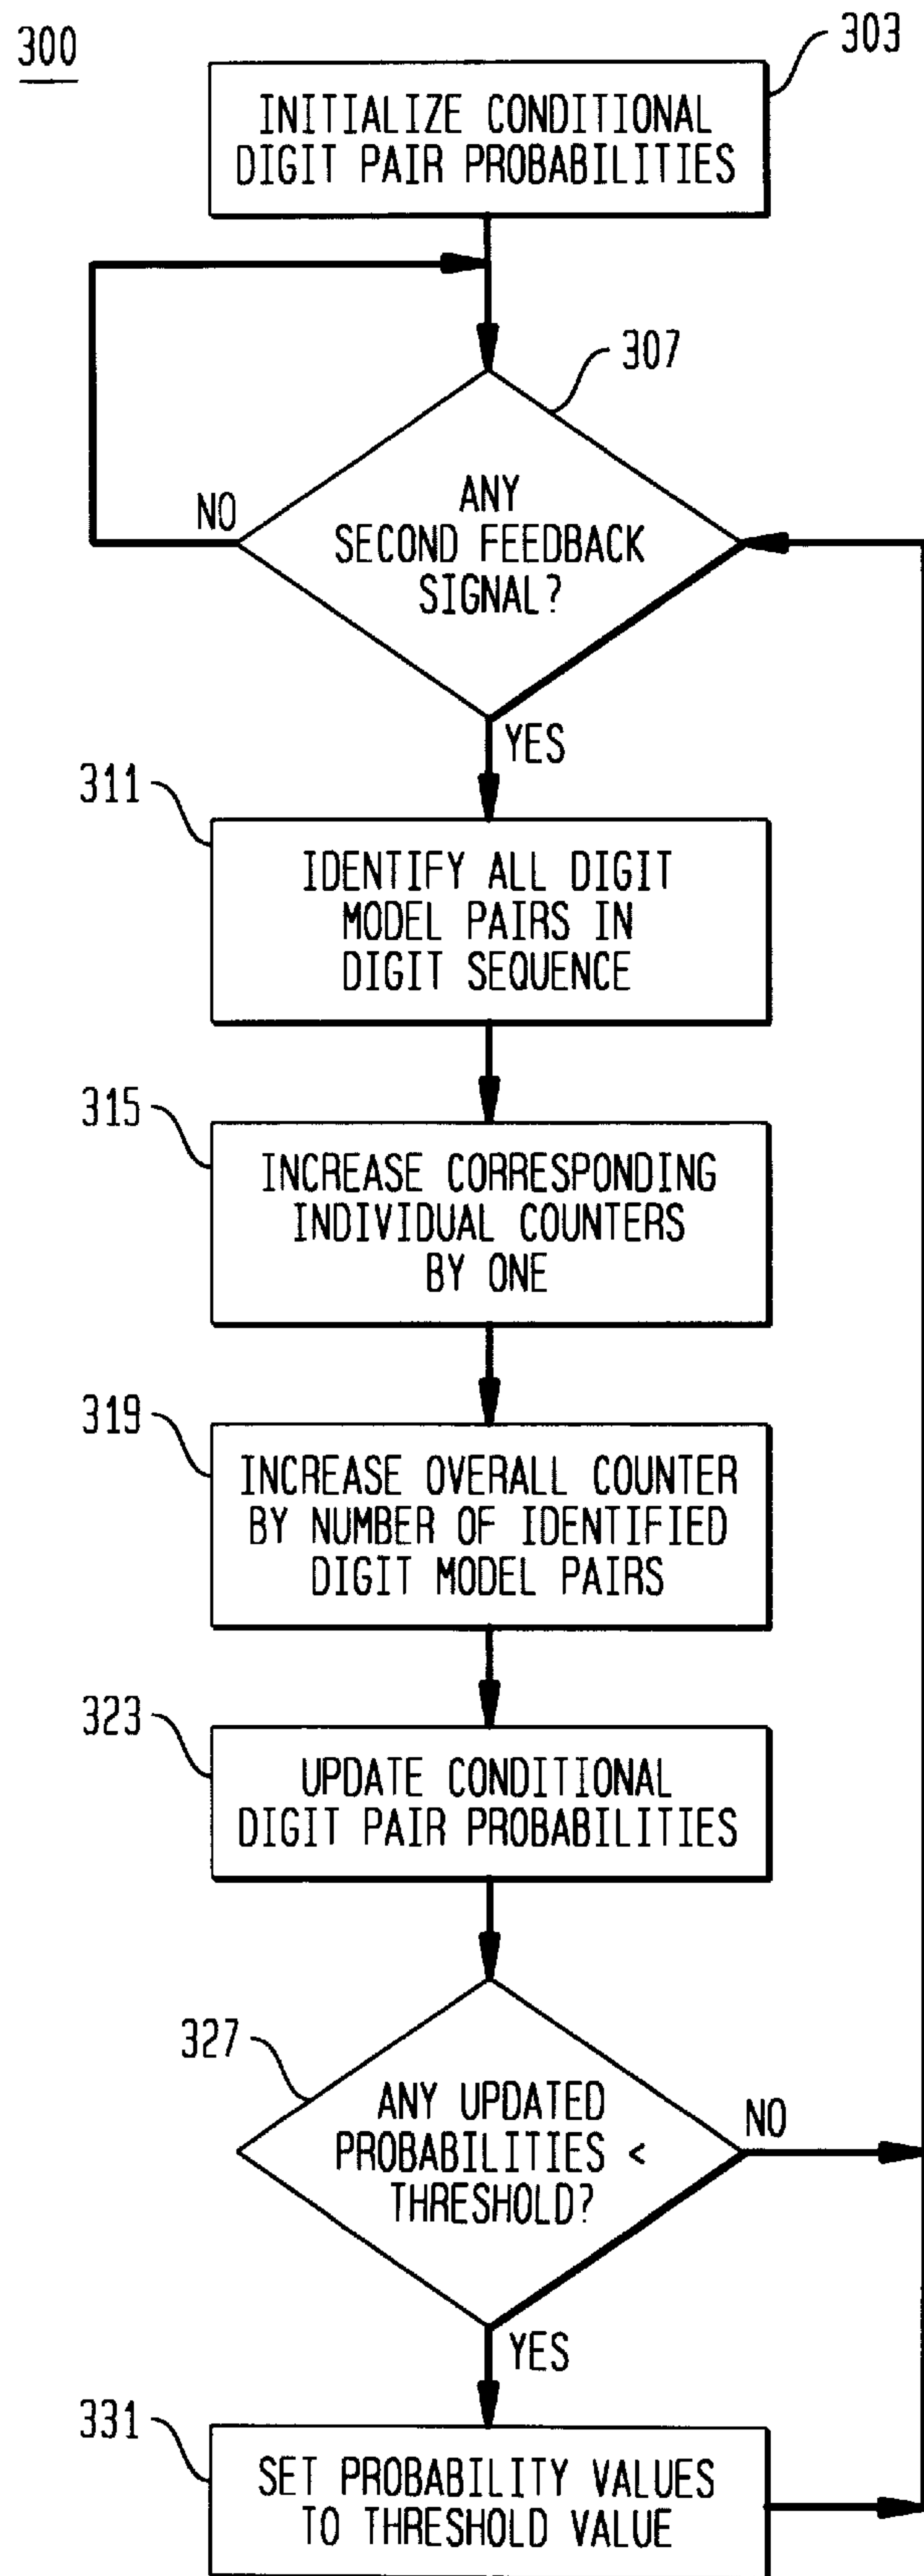 300
303
INITIALIZE CONDITIONAL
DIGIT PAIR PROBABILITIES
307
ANY
SECOND FEEDBACK
SIGNAL?
NO
YES
311
IDENTIFY ALL DIGIT
MODEL PAIRS IN
DIGIT SEQUENCE
315
INCREASE CORRESPONDING
INDIVIDUAL COUNTERS
BY ONE
319
INCREASE OVERALL COUNTER
BY NUMBER OF IDENTIFIED
DIGIT MODEL PAIRS
323
UPDATE CONDITIONAL
DIGIT PAIR PROBABILITIES
327
ANY UPDATED
PROBABILITIES <
THRESHOLD?
NO
YES
331
SET PROBABILITY VALUES
TO THRESHOLD VALUE